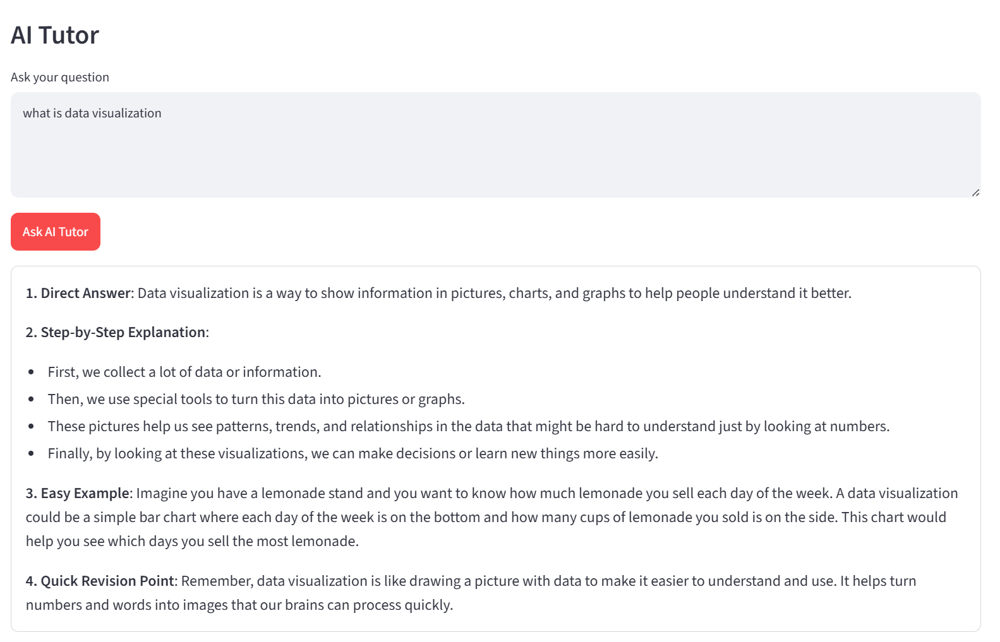 AI Tutor
Ask your question
what is data visualization
Ask AI Tutor
1. Direct Answer: Data visualization is a way to show information in pictures, charts, and graphs to help people understand it better.
2. Step-by-Step Explanation:
• First, we collect a lot of data or information.
• Then, we use special tools to turn this data into pictures or graphs.
• These pictures help us see patterns, trends, and relationships in the data that might be hard to understand just by looking at numbers.
• Finally, by looking at these visualizations, we can make decisions or learn new things more easily.
3. Easy Example: Imagine you have a lemonade stand and you want to know how much lemonade you sell each day of the week. A data visualization
could be a simple bar chart where each day of the week is on the bottom and how many cups of lemonade you sold is on the side. This chart would
help you see which days you sell the most lemonade.
4. Quick Revision Point: Remember, data visualization is like drawing a picture with data to make it easier to understand and use. It helps turn
numbers and words into images that our brains can process quickly.